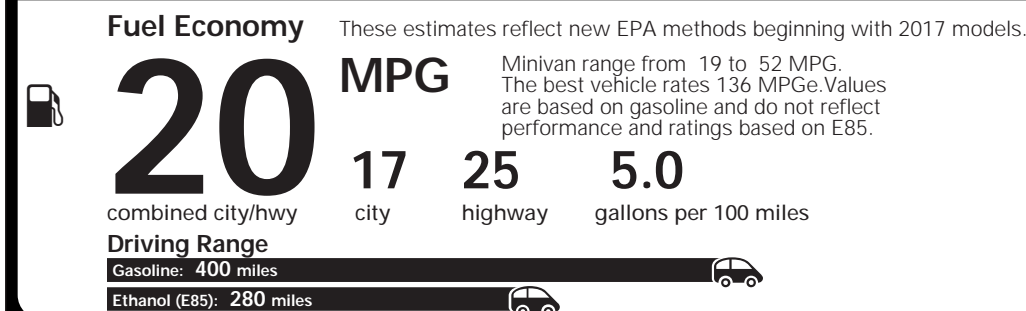 Fuel Economy These estimates reflect new EPA methods beginning with 2017 models.
20 MPG
Minivan range from 19 to 52 MPG.
The best vehicle rates 136 MPGe.Values
are based on gasoline and do not reflect
performance and ratings based on E85.
17 25 5.0
combined city/hwy city highway gallons per 100 miles
Driving Range
Gasoline: 400 miles
Ethanol (E85): 280 miles